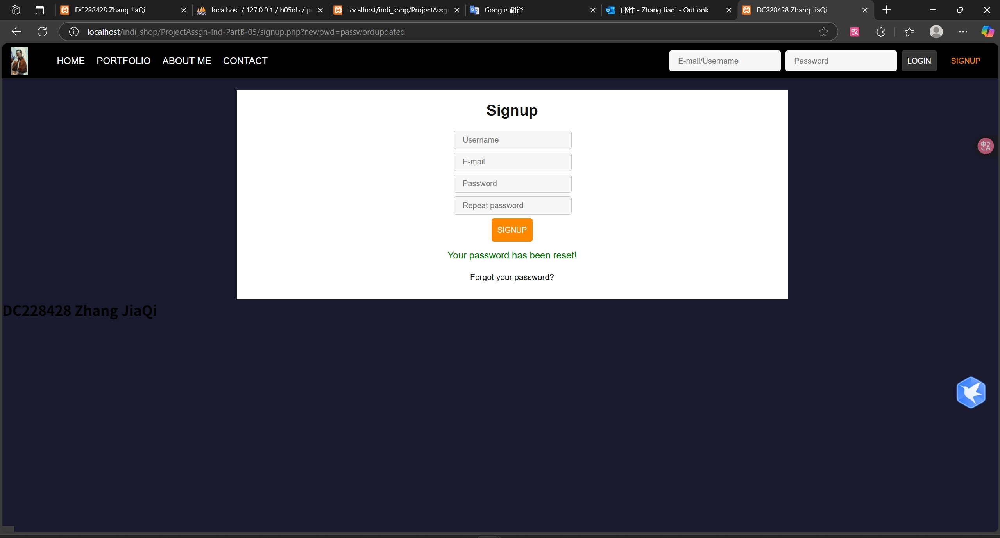 DC228428 Zhang JiaQi
localhost / 127.0.0.1 / b05db /
localhost/indi_shop/ProjectAssg
Google 翻译
邮件 - Zhang Jiaqi - Outlook
DC228428 Zhang JiaQi
localhost/indi_shop/ProjectAssgn-Ind-PartB-05/signup.php?newpwd=passwordupdated
HOME PORTFOLIO ABOUT ME CONTACT
E-mail/Username Password LOGIN SIGNUP
Signup
Username
E-mail
Password
Repeat password
SIGNUP
Your password has been reset!
Forgot your password?
DC228428 Zhang JiaQi